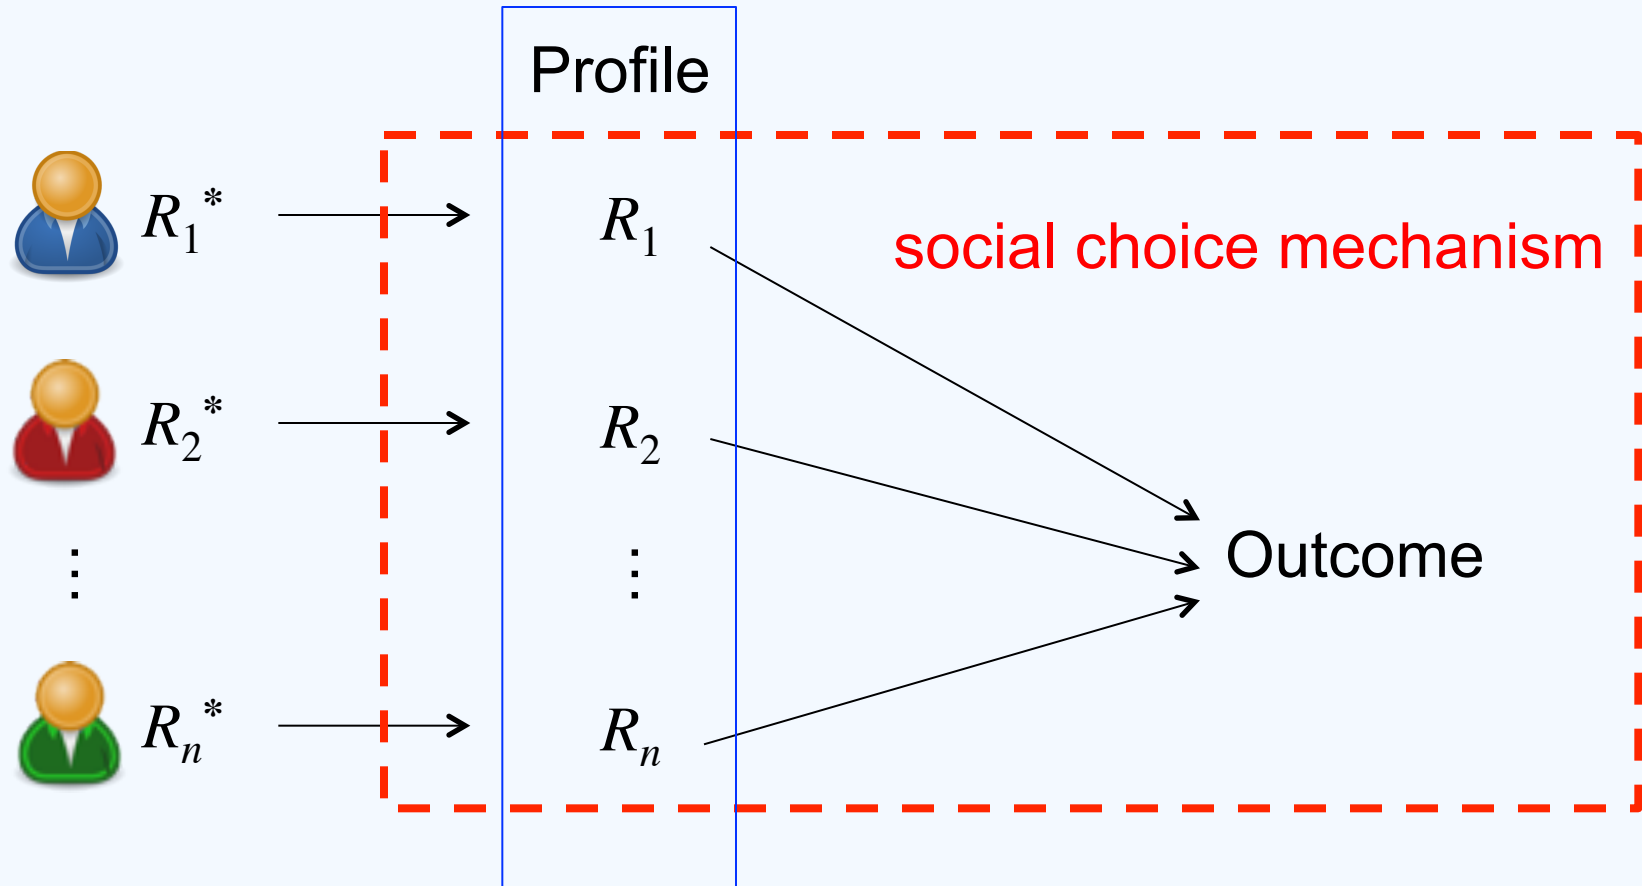 Profile
R₁* R₁
social choice mechanism
R₂* R₂
⋮ ⋮
Outcome
Rₙ* Rₙ